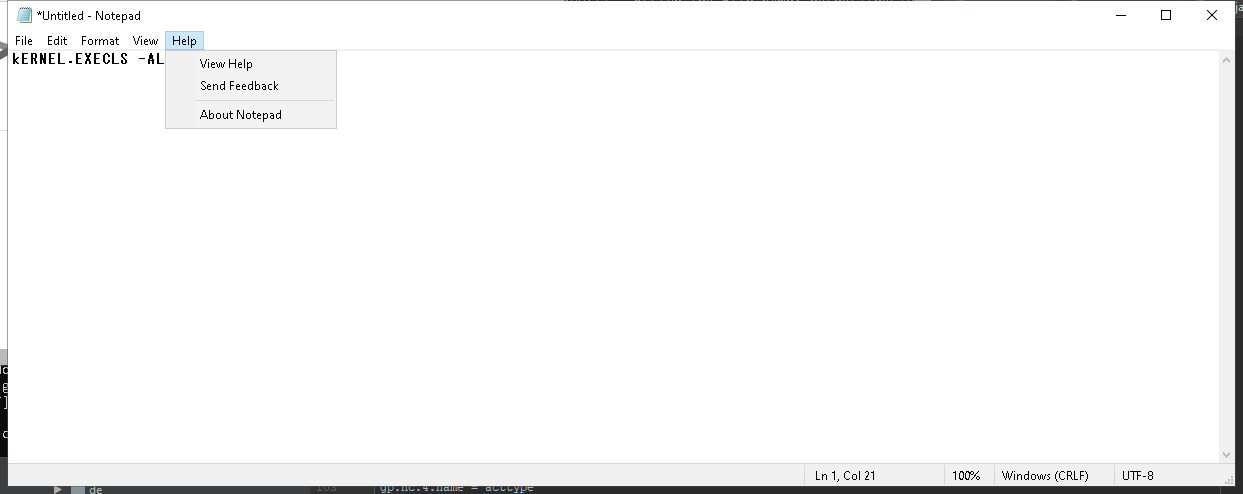 *Untitled - Notepad
File Edit Format View Help
kERNEL.EXECLS -AL
View Help
Send Feedback
About Notepad
Ln 1, Col 21
100%
Windows (CRLF)
UTF-8
de
gp.nc.4.name = acctype